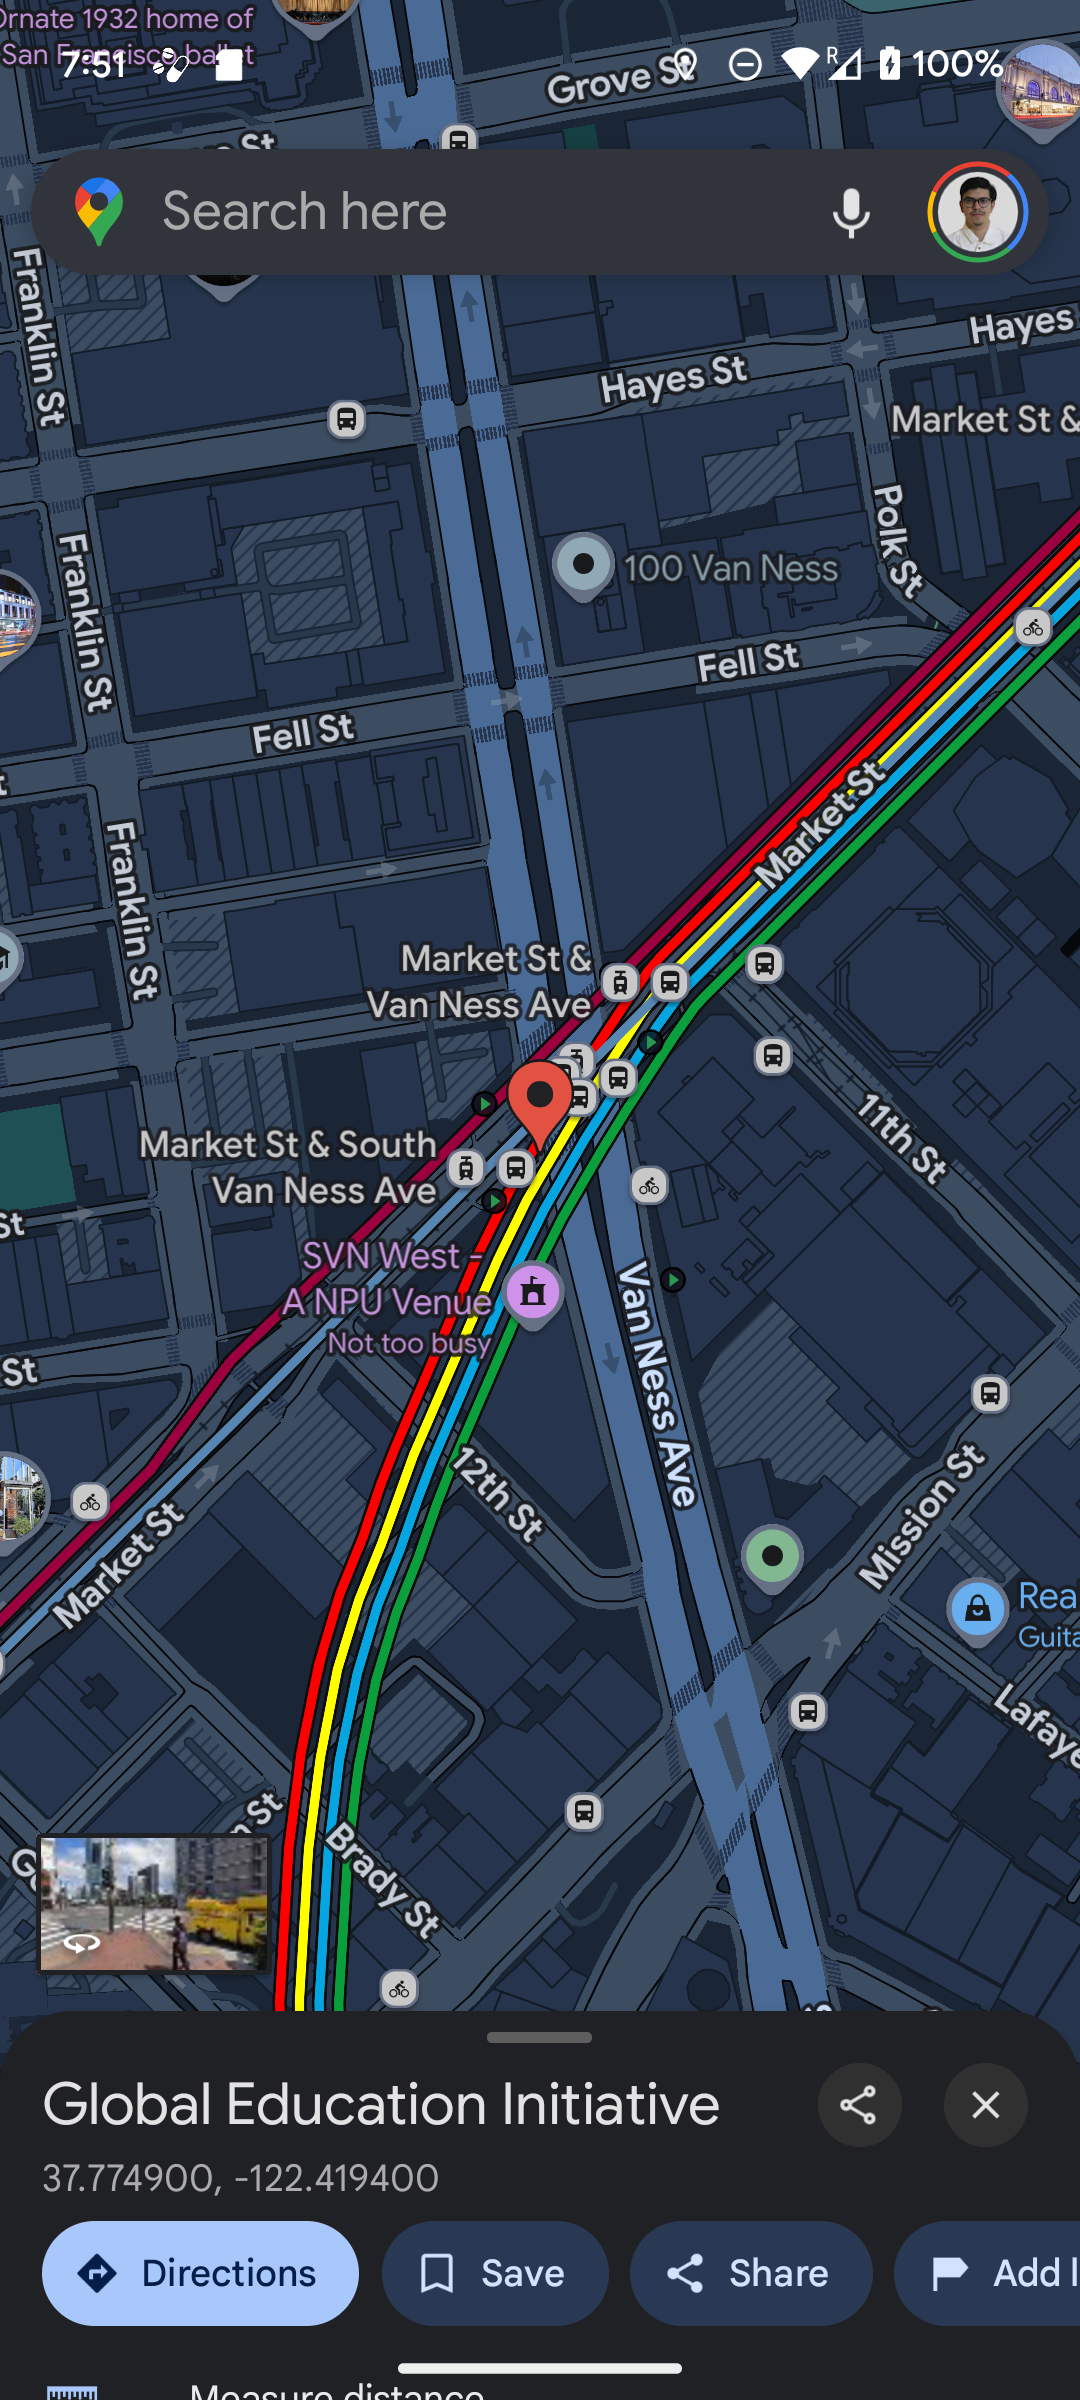 Ornate 1932 home of
San Francisco ballet
7:51
R
100%
Grove St
St
Search here
Franklin St
Hayes St
Hayes
Market St &
Polk St
100 Van Ness
Franklin St
Fell St
Fell St
Market St
Franklin St
Market St &
Van Ness Ave
11th St
Market St & South
Van Ness Ave
St
SVN West -
A NPU Venue
Not too busy
Van Ness Ave
St
12th St
Mission St
Market St
Rea
Guita
Lafaye
St
Brady St
Global Education Initiative
37.774900, -122.419400
Directions
Save
Share
Add l
Measure distance